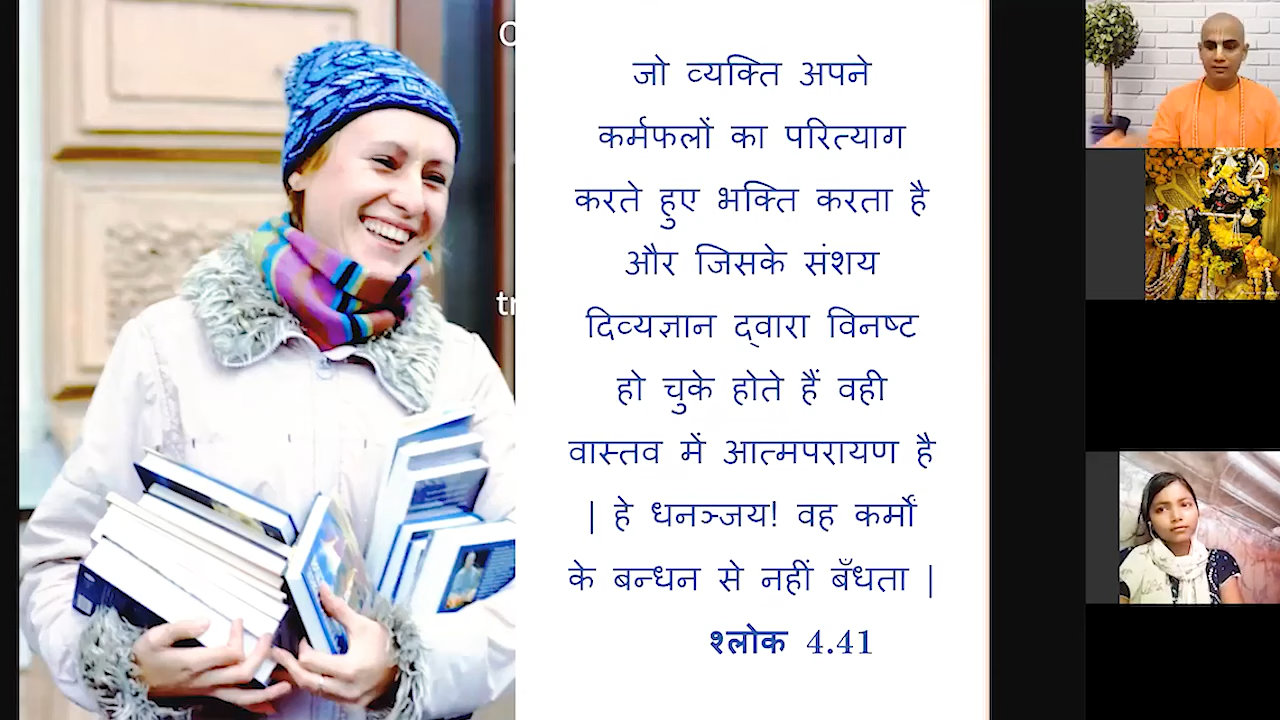 जो व्यक्ति अपने
कर्मफलों का परित्याग
करते हुए भक्ति करता है
और जिसके संशय
दिव्यज्ञान द्वारा विनष्ट
हो चुके होते हैं वही
वास्तव में आत्मपरायण है
| हे धनञ्जय! वह कर्मों
के बन्धन से नहीं बँधता |
श्लोक 4.41